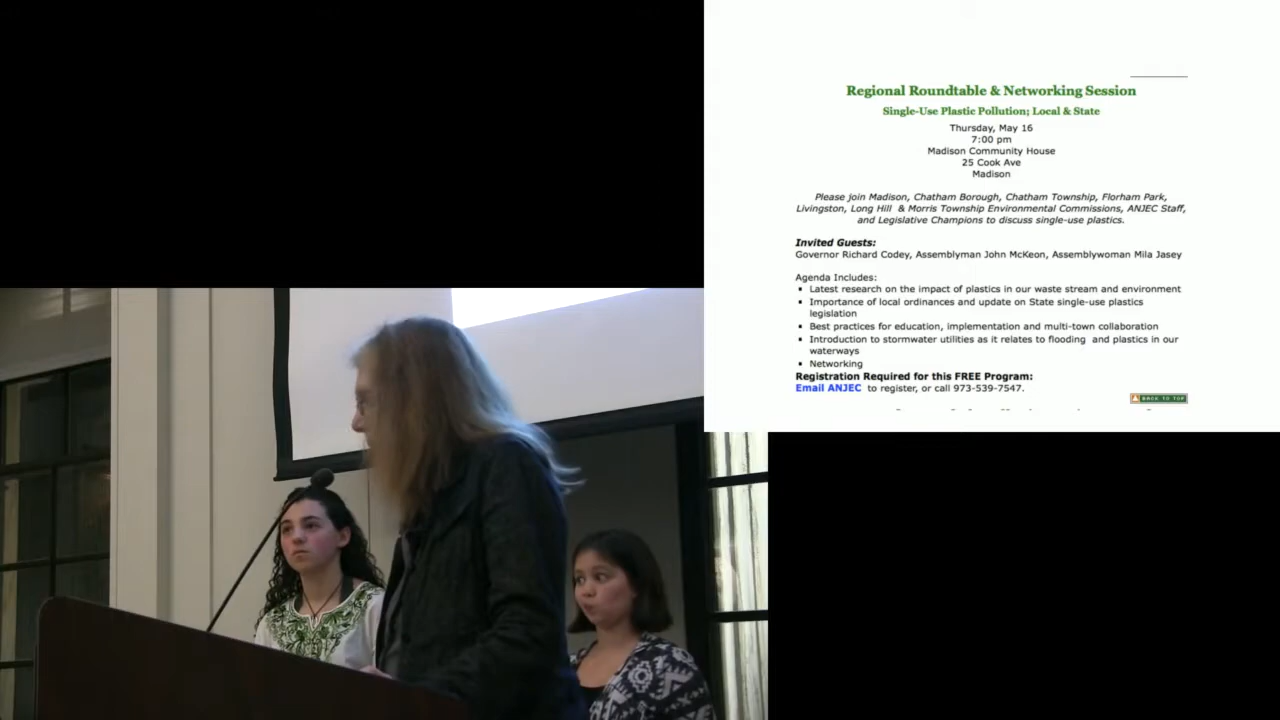 Regional Roundtable & Networking Session
Single-Use Plastic Pollution; Local & State
Thursday, May 16
7:00 pm
Madison Community House
25 Cook Ave
Madison
Please join Madison, Chatham Borough, Chatham Township, Florham Park,
Livingston, Long Hill & Morris Township Environmental Commissions, ANJEC Staff,
and Legislative Champions to discuss single-use plastics.
Invited Guests:
Governor Richard Codey, Assemblyman John McKeon, Assemblywoman Mila Jasey
Agenda Includes:
▪ Latest research on the impact of plastics in our waste stream and environment
▪ Importance of local ordinances and update on State single-use plastics
legislation
▪ Best practices for education, implementation and multi-town collaboration
▪ Introduction to stormwater utilities as it relates to flooding and plastics in our
waterways
▪ Networking
Registration Required for this FREE Program:
Email ANJEC to register, or call 973-539-7547.
BACK TO TOP